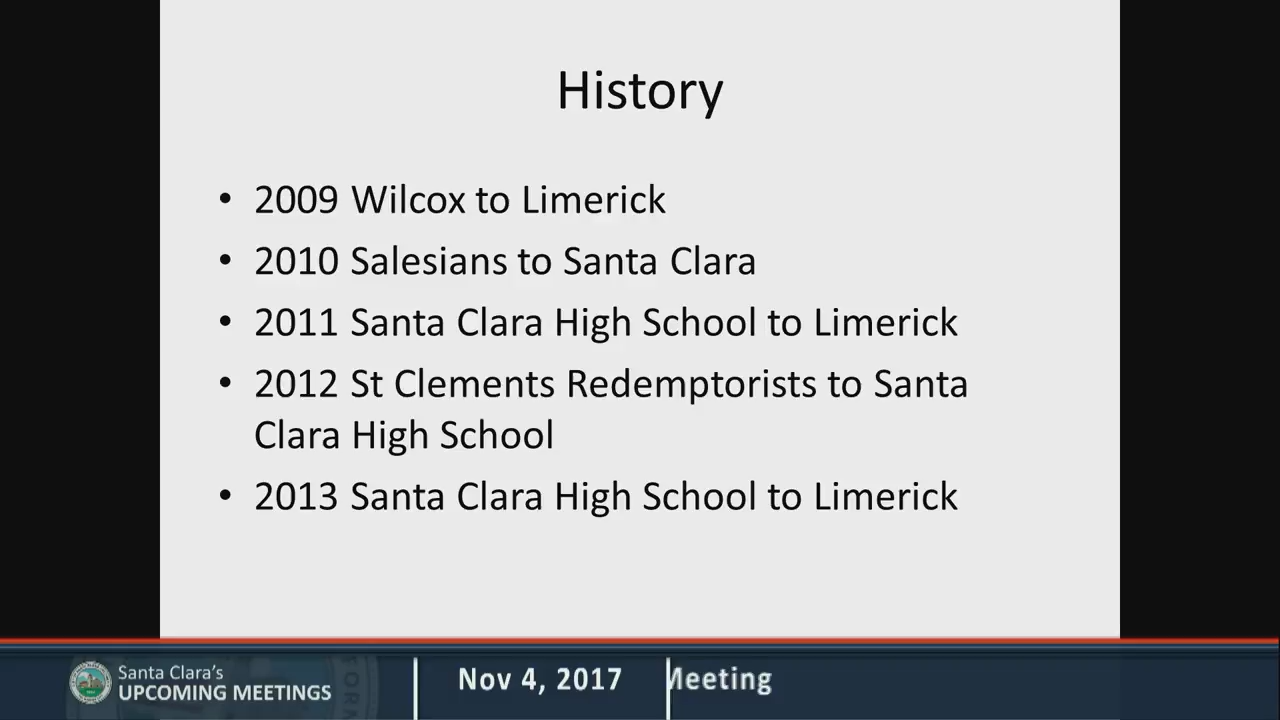 History
• 2009 Wilcox to Limerick
• 2010 Salesians to Santa Clara
• 2011 Santa Clara High School to Limerick
• 2012 St Clements Redemptorists to Santa
Clara High School
• 2013 Santa Clara High School to Limerick
Santa Clara's
UPCOMING MEETINGS
Nov 4, 2017
Meeting